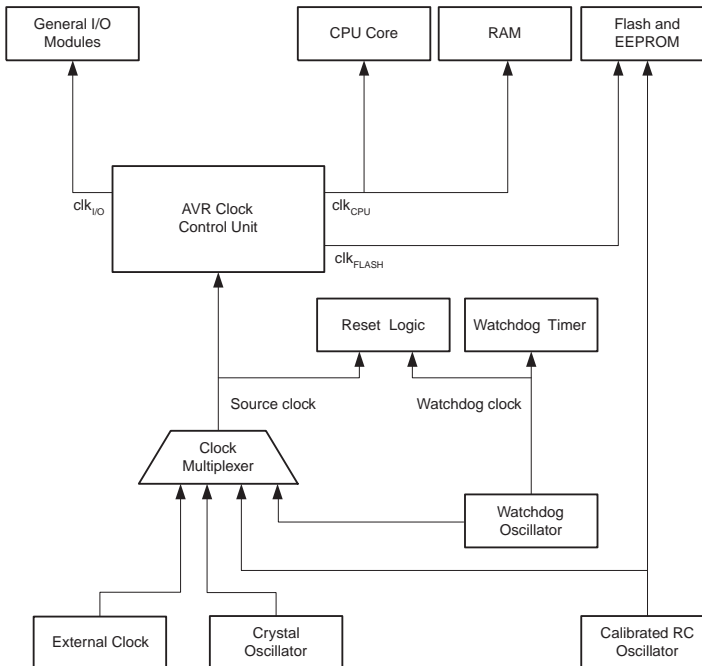 General I/O
Modules
CPU Core
RAM
Flash and
EEPROM
clkI/O
AVR Clock
Control Unit
clkCPU
clkFLASH
Reset Logic
Watchdog Timer
Source clock
Watchdog clock
Clock
Multiplexer
Watchdog
Oscillator
External Clock
Crystal
Oscillator
Calibrated RC
Oscillator